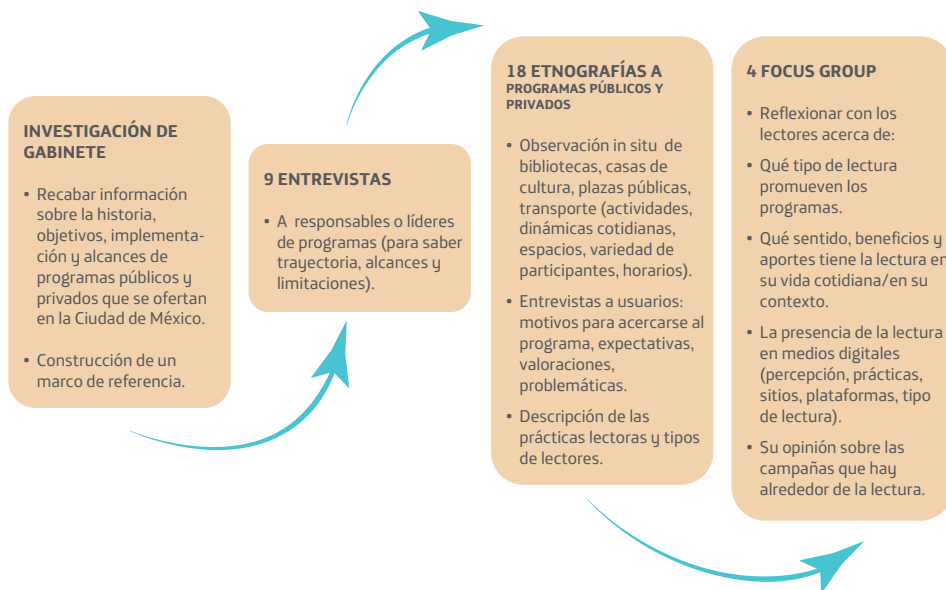 INVESTIGACIÓN DE
GABINETE
• Recabar información
sobre la historia,
objetivos, implementa-
ción y alcances de
programas públicos y
privados que se ofertan
en la Ciudad de México.
• Construcción de un
marco de referencia.
9 ENTREVISTAS
• A responsables o líderes
de programas (para saber
trayectoria, alcances y
limitaciones).
18 ETNOGRAFÍAS A
PROGRAMAS PÚBLICOS Y
PRIVADOS
• Observación in situ de
bibliotecas, casas de
cultura, plazas públicas,
transporte (actividades,
dinámicas cotidianas,
espacios, variedad de
participantes, horarios).
• Entrevistas a usuarios:
motivos para acercarse al
programa, expectativas,
valoraciones,
problemáticas.
• Descripción de las
prácticas lectoras y tipos
de lectores.
4 FOCUS GROUP
• Reflexionar con los
lectores acerca de:
• Qué tipo de lectura
promueven los
programas.
• Qué sentido, beneficios y
aportes tiene la lectura en
su vida cotidiana/en su
contexto.
• La presencia de la lectura
en medios digitales
(percepción, prácticas,
sitios, plataformas, tipo
de lectura).
• Su opinión sobre las
campañas que hay
alrededor de la lectura.